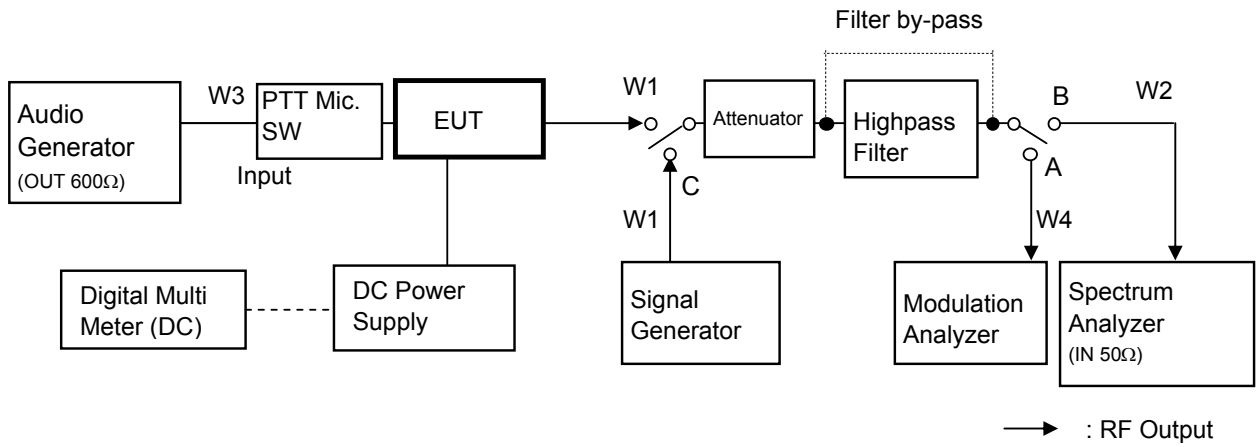 Filter by-pass
Audio
Generator
(OUT 600Ω)
W3
PTT Mic.
SW
Input
EUT
W1
C
W1
Attenuator
Highpass
Filter
B
A
W2
W4
Digital Multi
Meter (DC)
DC Power
Supply
Signal
Generator
Modulation
Analyzer
Spectrum
Analyzer
(IN 50Ω)
: RF Output